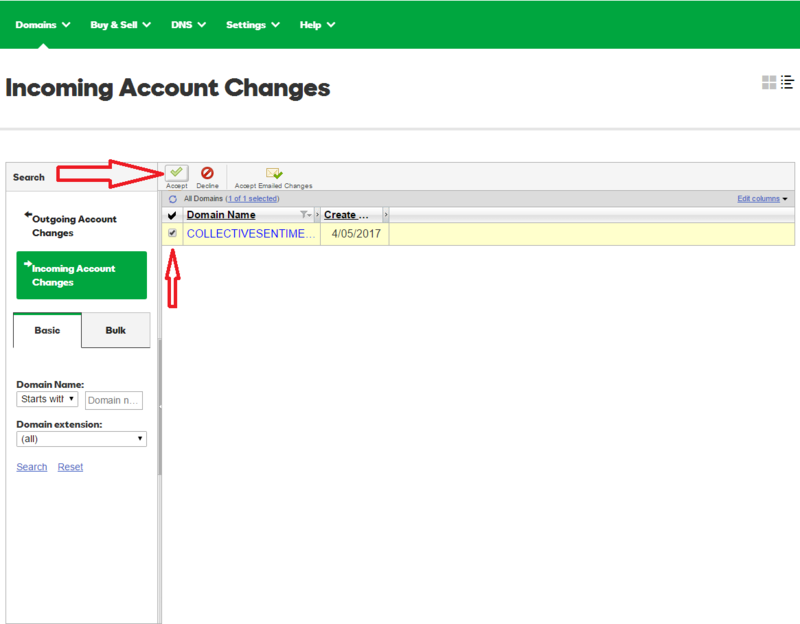 Domains Buy & Sell DNS Settings Help
Incoming Account Changes
Search
Accept Decline Accept Emailed Changes
All Domains (1 of 1 selected) Edit columns
Domain Name Create ...
COLLECTIVESENTIME... 4/05/2017
Outgoing Account
Changes
Incoming Account
Changes
Basic Bulk
Domain Name:
Starts with Domain n...
Domain extension:
(all)
Search Reset